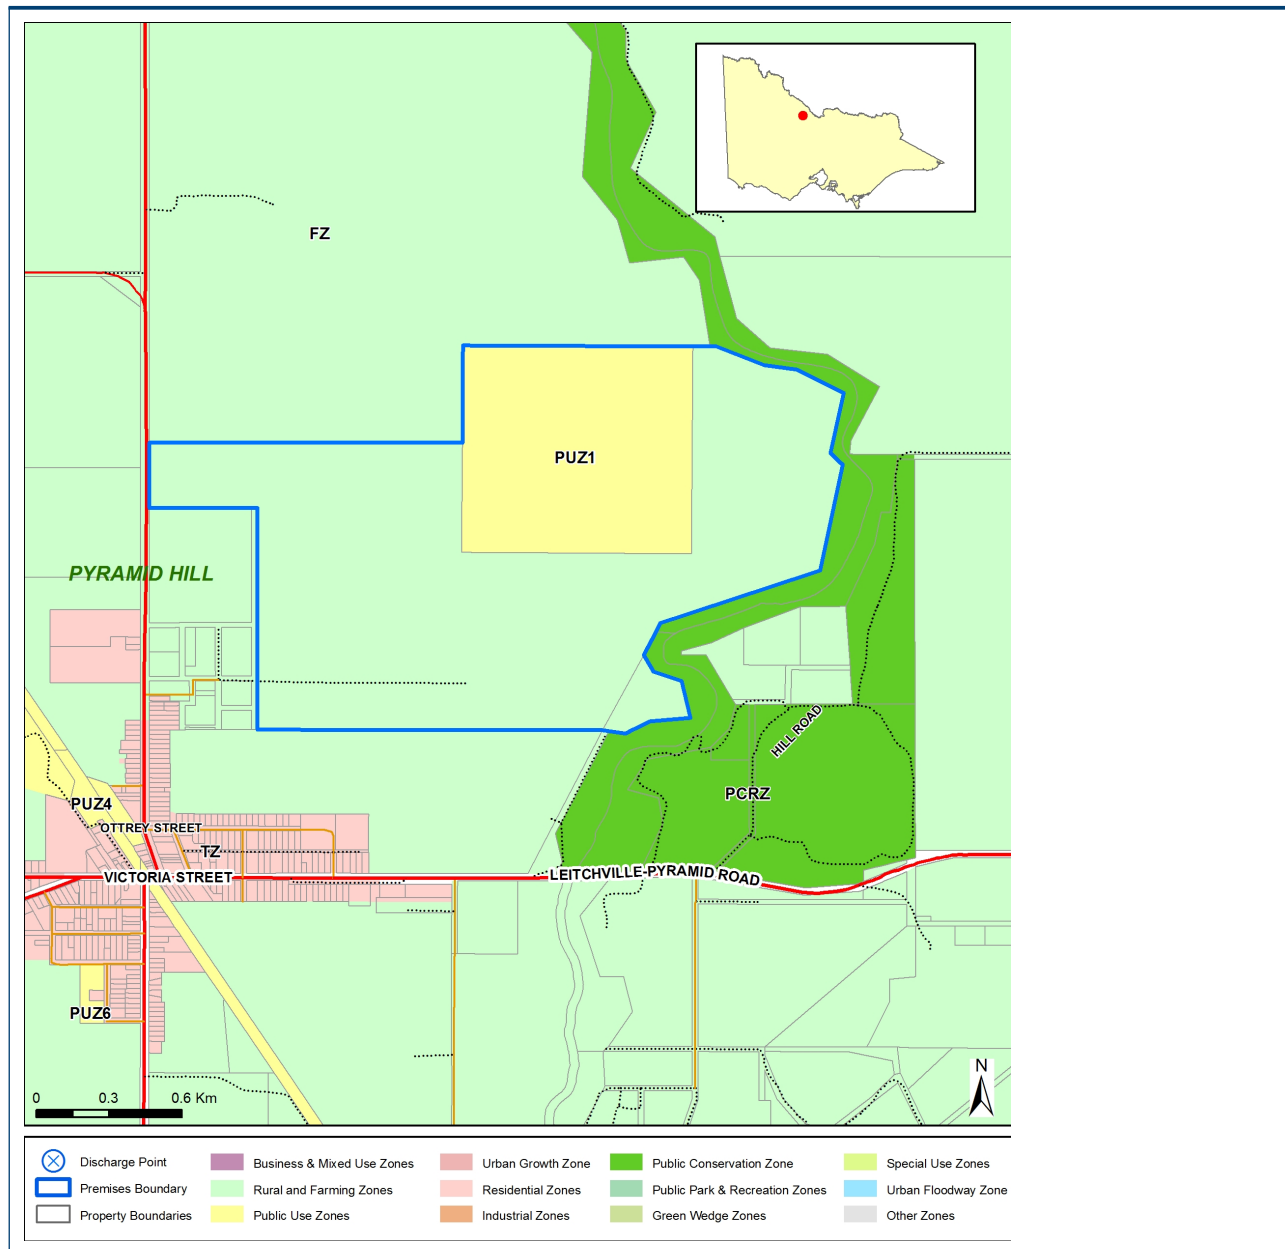 FZ
PUZ1
PYRAMID HILL
HILL ROAD
PCRZ
PUZ4
OTTREY STREET
TZ
VICTORIA STREET
LEITCHVILLE-PYRAMID ROAD
PUZ6
N
0 0.3 0.6 Km
Discharge Point
Premises Boundary
Property Boundaries
Business & Mixed Use Zones
Rural and Farming Zones
Public Use Zones
Urban Growth Zone
Residential Zones
Industrial Zones
Public Conservation Zone
Public Park & Recreation Zones
Green Wedge Zones
Special Use Zones
Urban Floodway Zone
Other Zones